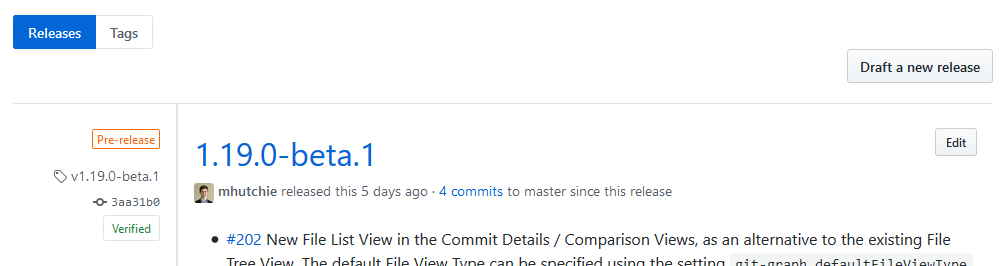 Releases Tags
Draft a new release
Pre-release
v1.19.0-beta.1
3aa31b0
Verified
1.19.0-beta.1
Edit
mhutchie released this 5 days ago · 4 commits to master since this release
• #202 New File List View in the Commit Details / Comparison Views, as an alternative to the existing File
Tree View. The default File View Type can be specified using the setting git-graph.defaultFileViewType